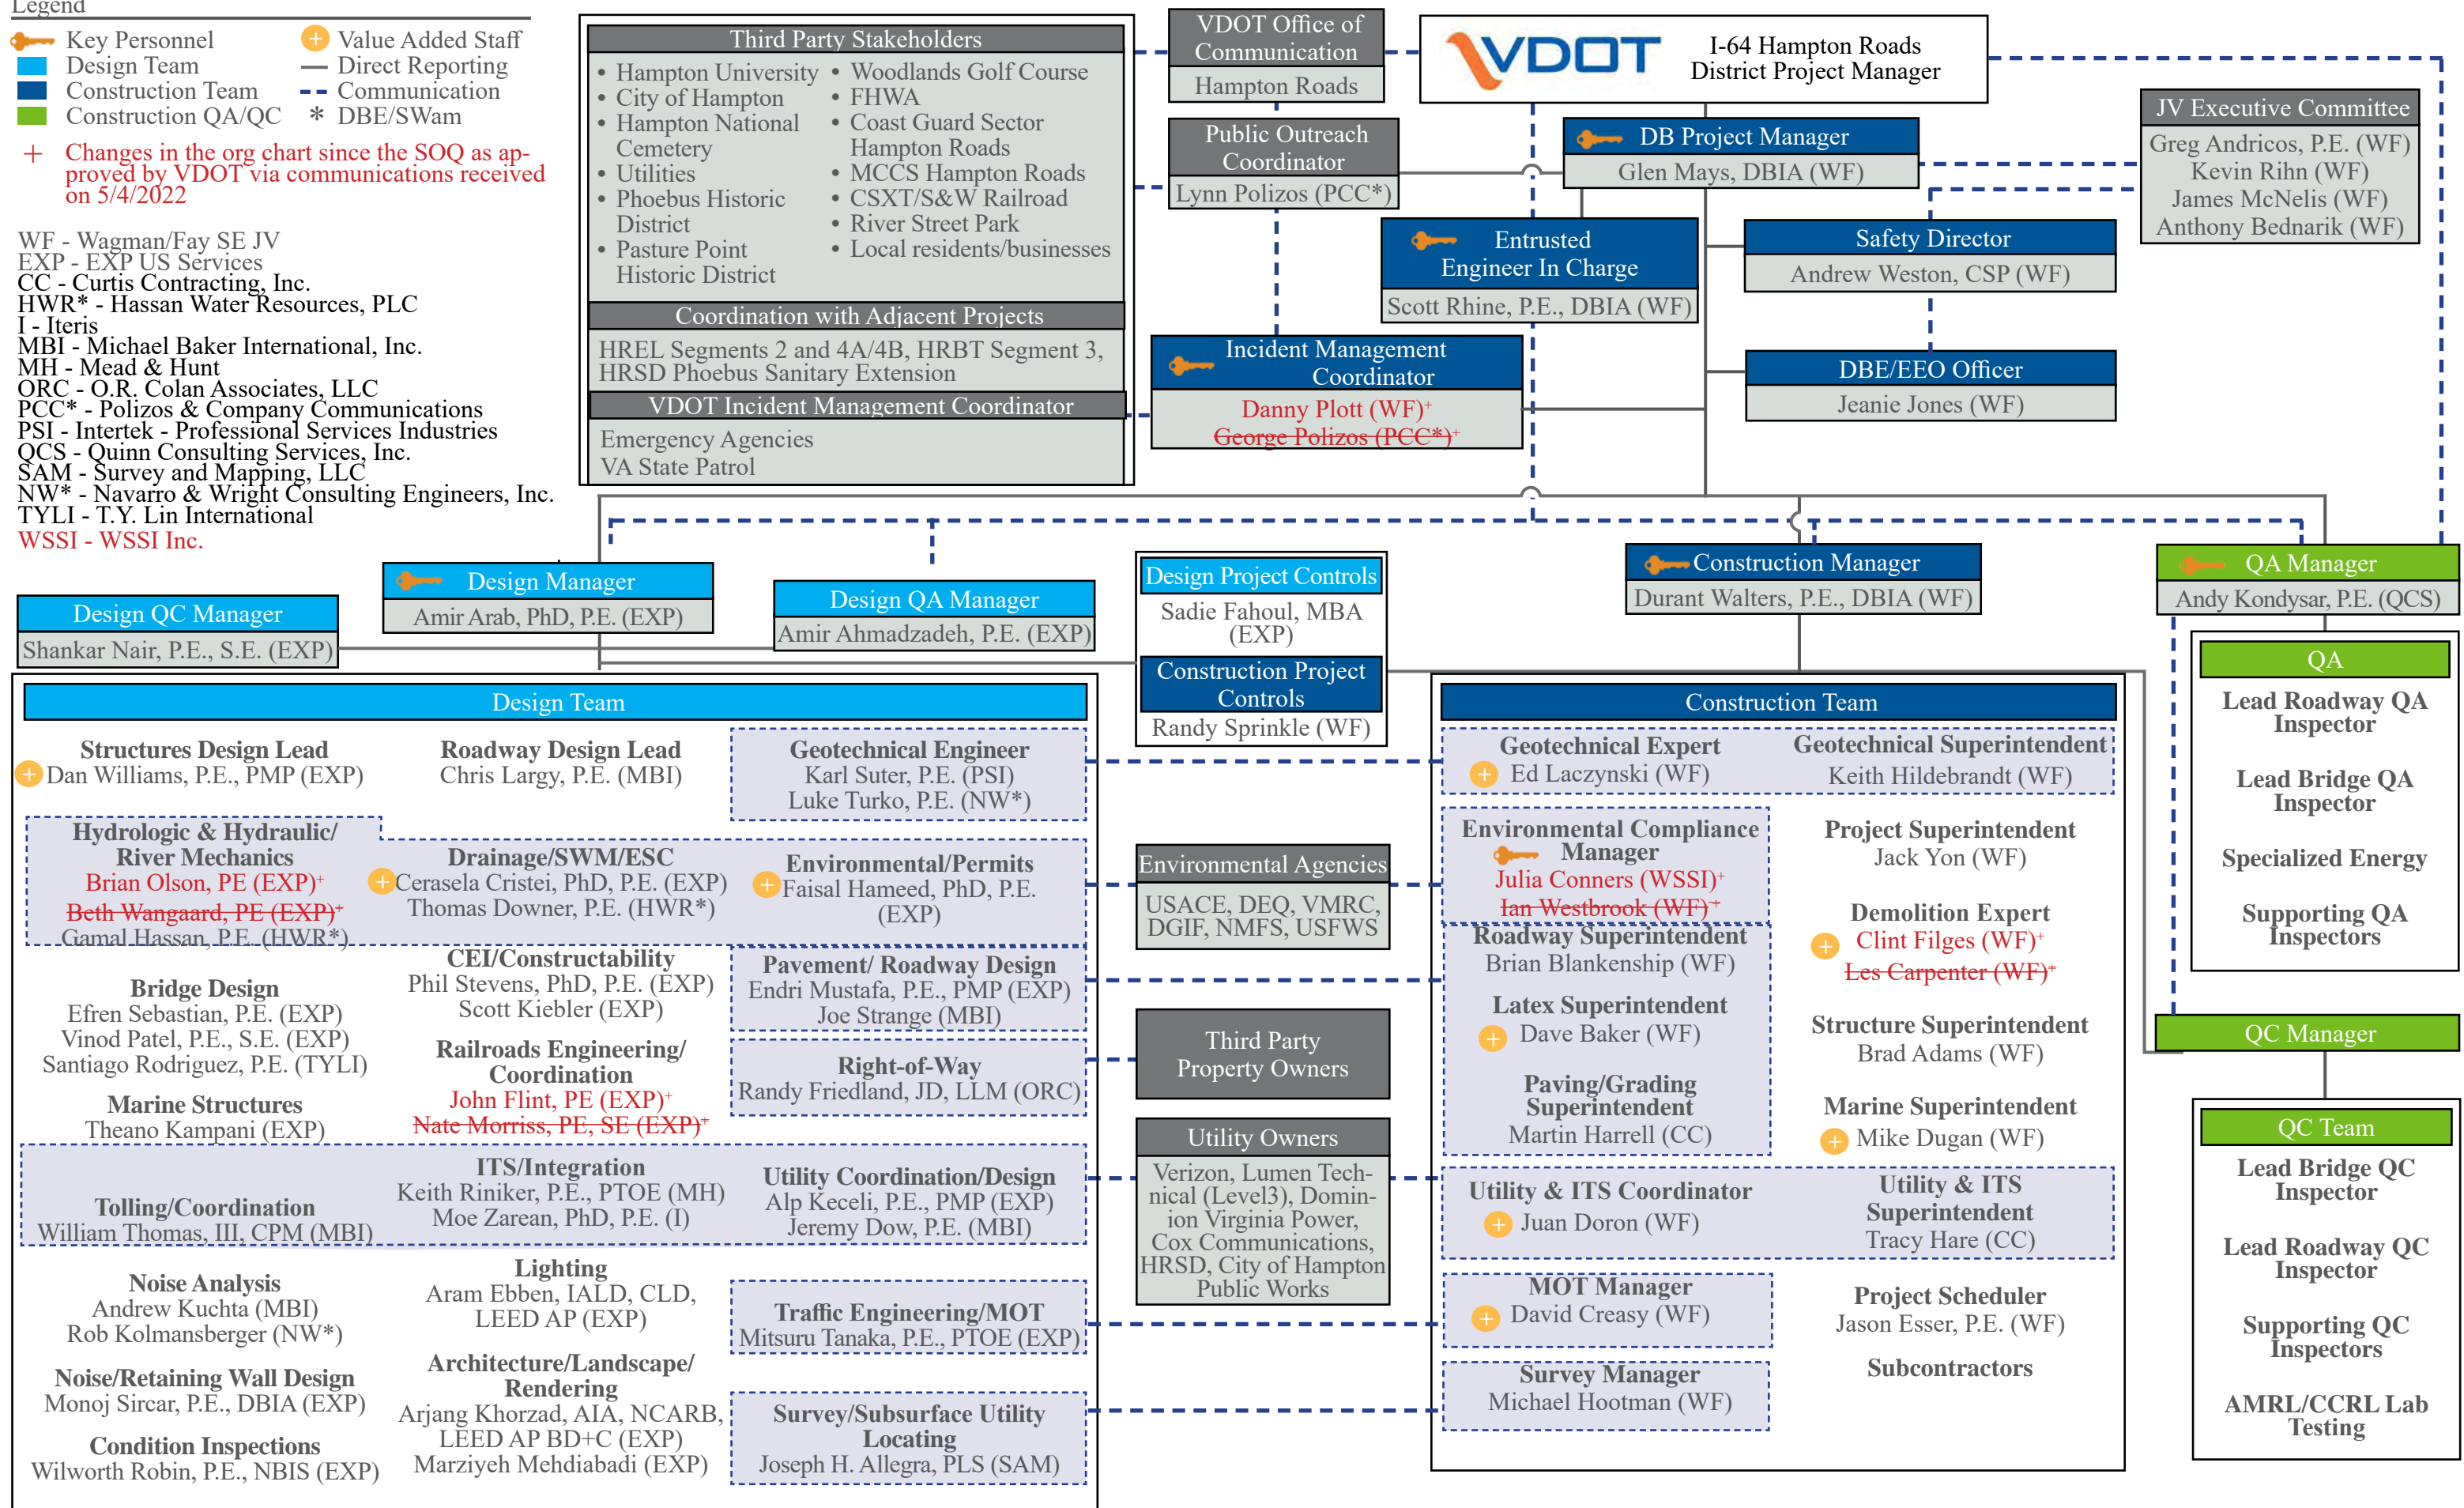 Legend
Key Personnel
Design Team
Construction Team
Construction QA/QC
+ Value Added Staff
Direct Reporting
Communication
* DBE/SWam
+ Changes in the org chart since the SOQ as ap-
proved by VDOT via communications received
on 5/4/2022
WF - Wagman/Fay SE JV
EXP - EXP US Services
CC - Curtis Contracting, Inc.
HWR* - Hassan Water Resources, PLC
I - Iteris
MBI - Michael Baker International, Inc.
MH - Mead & Hunt
ORC - O.R. Colan Associates, LLC
PCC* - Polizos & Company Communications
PSI - Intertek - Professional Services Industries
QCS - Quinn Consulting Services, Inc.
SAM - Survey and Mapping, LLC
NW* - Navarro & Wright Consulting Engineers, Inc.
TYLI - T.Y. Lin International
WSSI - WSSI Inc.
Third Party Stakeholders
• Hampton University
• City of Hampton
• Hampton National
Cemetery
• Utilities
• Phoebus Historic
District
• Pasture Point
Historic District
• Woodlands Golf Course
• FHWA
• Coast Guard Sector
Hampton Roads
• MCCS Hampton Roads
• CSXT/S&W Railroad
• River Street Park
• Local residents/businesses
Coordination with Adjacent Projects
HREL Segments 2 and 4A/4B, HRBT Segment 3,
HRSD Phoebus Sanitary Extension
VDOT Incident Management Coordinator
Emergency Agencies
VA State Patrol
VDOT Office of
Communication
Hampton Roads
Public Outreach
Coordinator
Lynn Polizos (PCC*)
VDOT
I-64 Hampton Roads
District Project Manager
DB Project Manager
Glen Mays, DBIA (WF)
JV Executive Committee
Greg Andricos, P.E. (WF)
Kevin Rihn (WF)
James McNelis (WF)
Anthony Bednarik (WF)
Entrusted
Engineer In Charge
Scott Rhine, P.E., DBIA (WF)
Safety Director
Andrew Weston, CSP (WF)
Incident Management
Coordinator
Danny Plott (WF)+
George Polizos (PCC*)+
DBE/EEO Officer
Jeanie Jones (WF)
Design QC Manager
Shankar Nair, P.E., S.E. (EXP)
Design Manager
Amir Arab, PhD, P.E. (EXP)
Design QA Manager
Amir Ahmadzadeh, P.E. (EXP)
Design Project Controls
Sadie Fahoul, MBA
(EXP)
Construction Project
Controls
Randy Sprinkle (WF)
Construction Manager
Durant Walters, P.E., DBIA (WF)
QA Manager
Andy Kondysar, P.E. (QCS)
Design Team
Structures Design Lead
+ Dan Williams, P.E., PMP (EXP)
Hydrologic & Hydraulic/
River Mechanics
Brian Olson, PE (EXP)+
Beth Wangaard, PE (EXP)+
Gamal Hassan, P.E. (HWR*)
Bridge Design
Efren Sebastian, P.E. (EXP)
Vinod Patel, P.E., S.E. (EXP)
Santiago Rodriguez, P.E. (TYLI)
Marine Structures
Theano Kampani (EXP)
Tolling/Coordination
William Thomas, III, CPM (MBI)
Noise Analysis
Andrew Kuchta (MBI)
Rob Kolmansberger (NW*)
Noise/Retaining Wall Design
Monoj Sircar, P.E., DBIA (EXP)
Condition Inspections
Wilworth Robin, P.E., NBIS (EXP)
Roadway Design Lead
Chris Largy, P.E. (MBI)
Drainage/SWM/ESC
+ Cerasela Cristei, PhD, P.E. (EXP)
Thomas Downer, P.E. (HWR*)
CEI/Constructability
Phil Stevens, PhD, P.E. (EXP)
Scott Kiebler (EXP)
Railroads Engineering/
Coordination
John Flint, PE (EXP)+
Nate Morriss, PE, SE (EXP)+
ITS/Integration
Keith Riniker, P.E., PTOE (MH)
Moe Zarean, PhD, P.E. (I)
Lighting
Aram Ebben, IALD, CLD,
LEED AP (EXP)
Architecture/Landscape/
Rendering
Arjang Khorzad, AIA, NCARB,
LEED AP BD+C (EXP)
Marziyeh Mehdiabadi (EXP)
Geotechnical Engineer
Karl Suter, P.E. (PSI)
Luke Turko, P.E. (NW*)
Environmental/Permits
+ Faisal Hameed, PhD, P.E.
(EXP)
Pavement/ Roadway Design
Endri Mustafa, P.E., PMP (EXP)
Joe Strange (MBI)
Right-of-Way
Randy Friedland, JD, LLM (ORC)
Utility Coordination/Design
Alp Keceli, P.E., PMP (EXP)
Jeremy Dow, P.E. (MBI)
Traffic Engineering/MOT
Mitsuru Tanaka, P.E., PTOE (EXP)
Survey/Subsurface Utility
Locating
Joseph H. Allegra, PLS (SAM)
Environmental Agencies
USACE, DEQ, VMRC,
DGIF, NMFS, USFWS
Third Party
Property Owners
Utility Owners
Verizon, Lumen Tech-
nical (Level3), Domin-
ion Virginia Power,
Cox Communications,
HRSD, City of Hampton
Public Works
Construction Team
Geotechnical Expert
+ Ed Laczynski (WF)
Environmental Compliance
Manager
Julia Conners (WSSI)+
Ian Westbrook (WF)+
Roadway Superintendent
Brian Blankenship (WF)
Latex Superintendent
+ Dave Baker (WF)
Paving/Grading
Superintendent
Martin Harrell (CC)
Utility & ITS Coordinator
+ Juan Doron (WF)
MOT Manager
+ David Creasy (WF)
Survey Manager
Michael Hootman (WF)
Geotechnical Superintendent
Keith Hildebrandt (WF)
Project Superintendent
Jack Yon (WF)
Demolition Expert
+ Clint Filges (WF)+
Les Carpenter (WF)+
Structure Superintendent
Brad Adams (WF)
Marine Superintendent
+ Mike Dugan (WF)
Utility & ITS
Superintendent
Tracy Hare (CC)
Project Scheduler
Jason Esser, P.E. (WF)
Subcontractors
QA
Lead Roadway QA
Inspector
Lead Bridge QA
Inspector
Specialized Energy
Supporting QA
Inspectors
QC Manager
QC Team
Lead Bridge QC
Inspector
Lead Roadway QC
Inspector
Supporting QC
Inspectors
AMRL/CCRL Lab
Testing